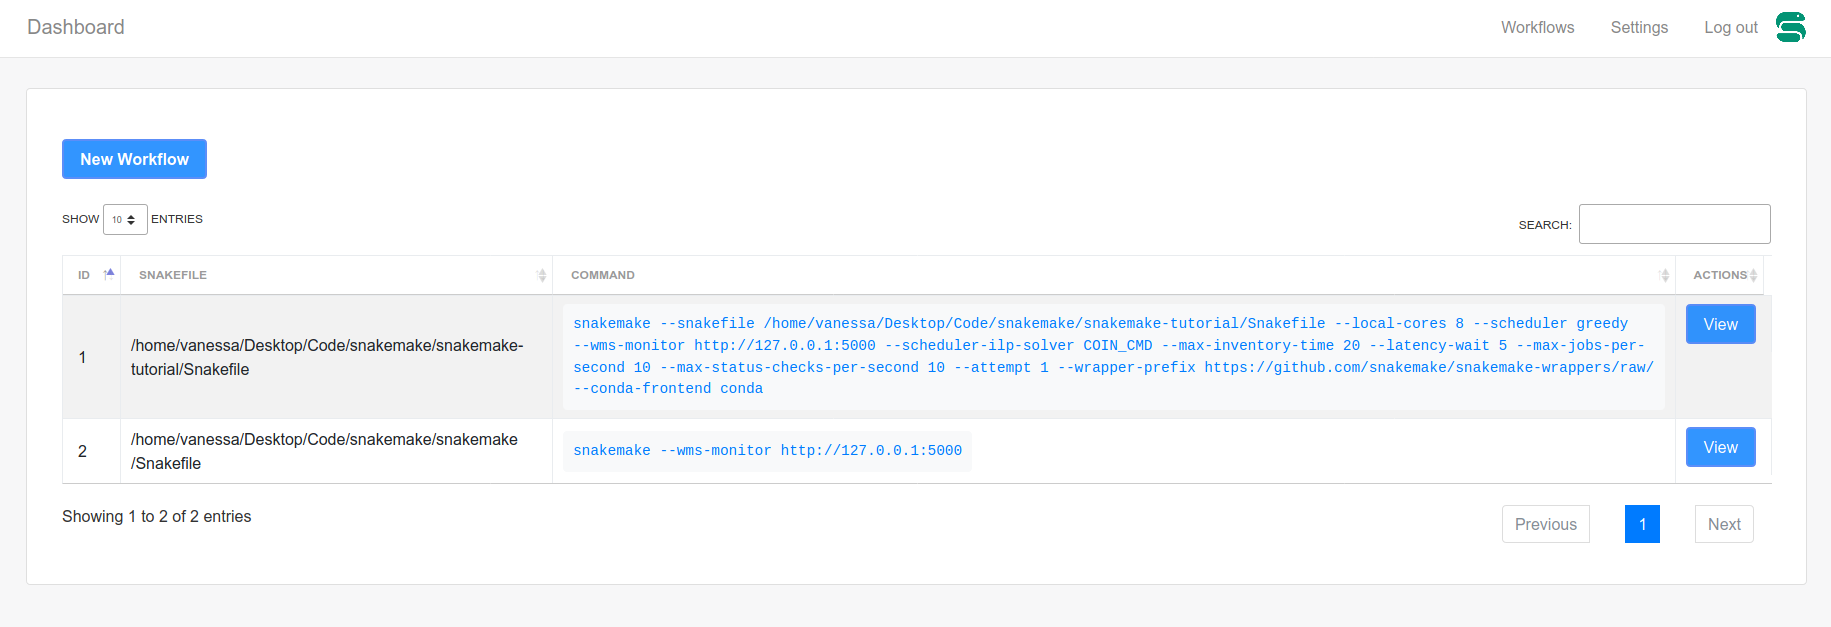 Dashboard
Workflows Settings Log out
New Workflow
SHOW 10 ENTRIES
SEARCH:
ID SNAKEFILE COMMAND ACTIONS
1
/home/vanessa/Desktop/Code/snakemake/snakemake-
tutorial/Snakefile
snakemake --snakefile /home/vanessa/Desktop/Code/snakemake/snakemake-tutorial/Snakefile --local-cores 8 --scheduler greedy
--wms-monitor http://127.0.0.1:5000 --scheduler-ilp-solver COIN_CMD --max-inventory-time 20 --latency-wait 5 --max-jobs-per-
second 10 --max-status-checks-per-second 10 --attempt 1 --wrapper-prefix https://github.com/snakemake/snakemake-wrappers/raw/
--conda-frontend conda
View
2
/home/vanessa/Desktop/Code/snakemake/snakemake
/Snakefile
snakemake --wms-monitor http://127.0.0.1:5000
View
Showing 1 to 2 of 2 entries
Previous 1 Next